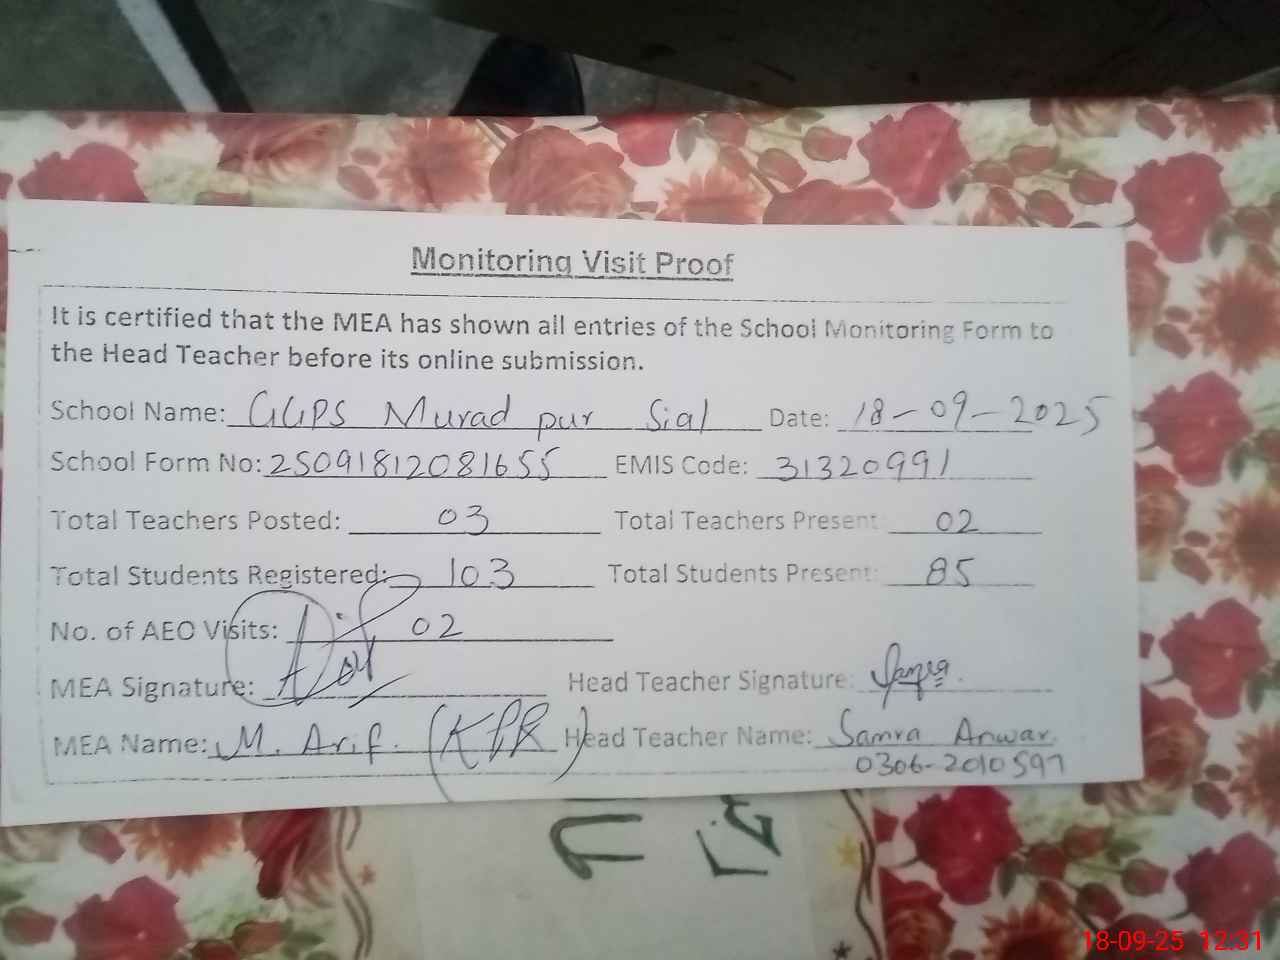 Monitoring Visit Proof
It is certified that the MEA has shown all entries of the School Monitoring Form to
the Head Teacher before its online submission.
School Name: GGPS Murad pur Sial Date: 18-09-2025
School Form No: 25091812081655 EMIS Code: 31320991
Total Teachers Posted: 03 Total Teachers Present: 02
Total Students Registered: 103 Total Students Present: 85
No. of AEO Visits: 02
MEA Signature: Head Teacher Signature:
MEA Name: M. Arif. (KPR) Head Teacher Name: Samra Anwar
0306-2010597
18-09-25 12:31